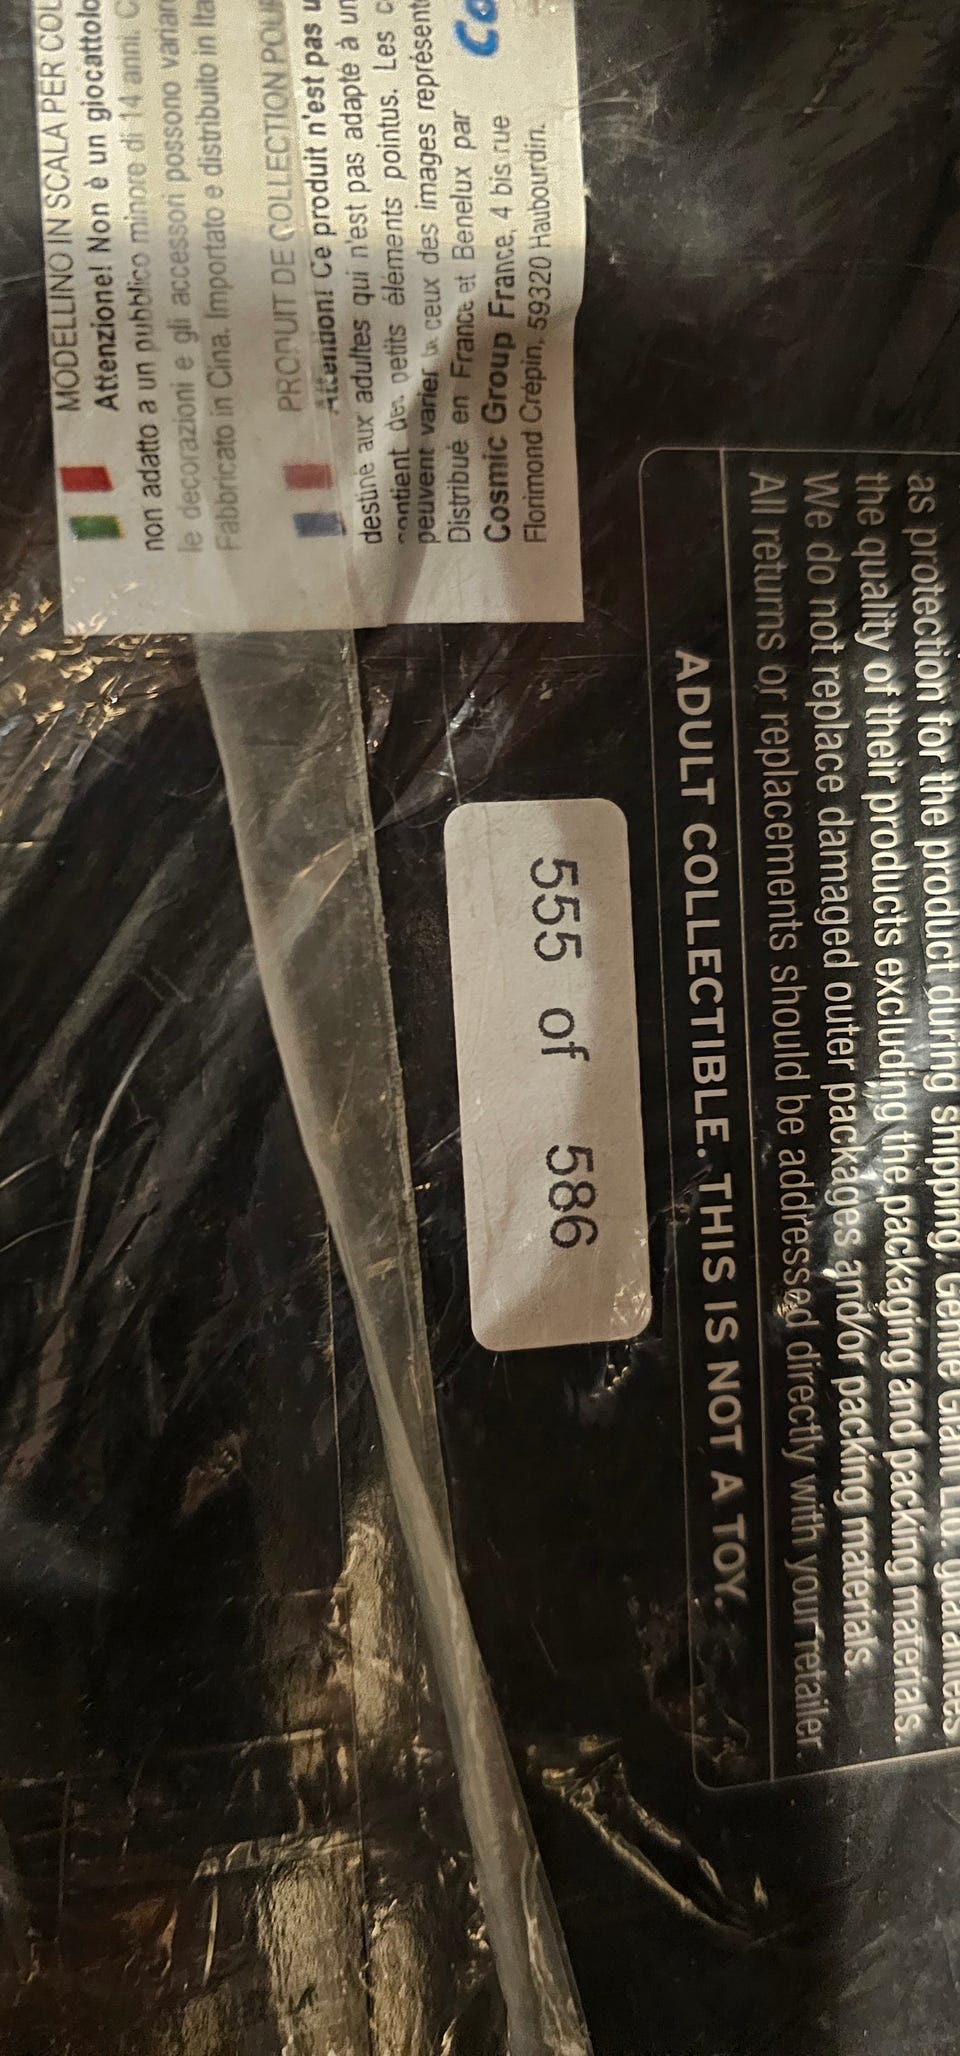 MODELLINO IN SCALA PER
Attenzione! Non è un giocattolo
non adatto a un pubblico minore di 14 anni.
le decorazioni e gli accessori possono
Fabbricato in Cina. Importato e distribuito in
PRODUIT DE COLLECTION
Attention! Ce produit n'est pas
destiné aux adultes qui n'est pas adapté à
contient des petits éléments pointus. Les
peuvent varier de ceux des images
Distribué en France et Benelux par
Cosmic Group France, 4 bis rue
Florimond Crépin, 59320 Haubourdin.
Co
as protection for the product during shipping, Gentle Giant Ltd. guarantees
the quality of their products excluding the packaging and packing materials.
We do not replace damaged outer packages and/or packing materials.
All returns or replacements should be addressed directly with your retailer.
ADULT COLLECTIBLE. THIS IS NOT A TOY.
555 of 586